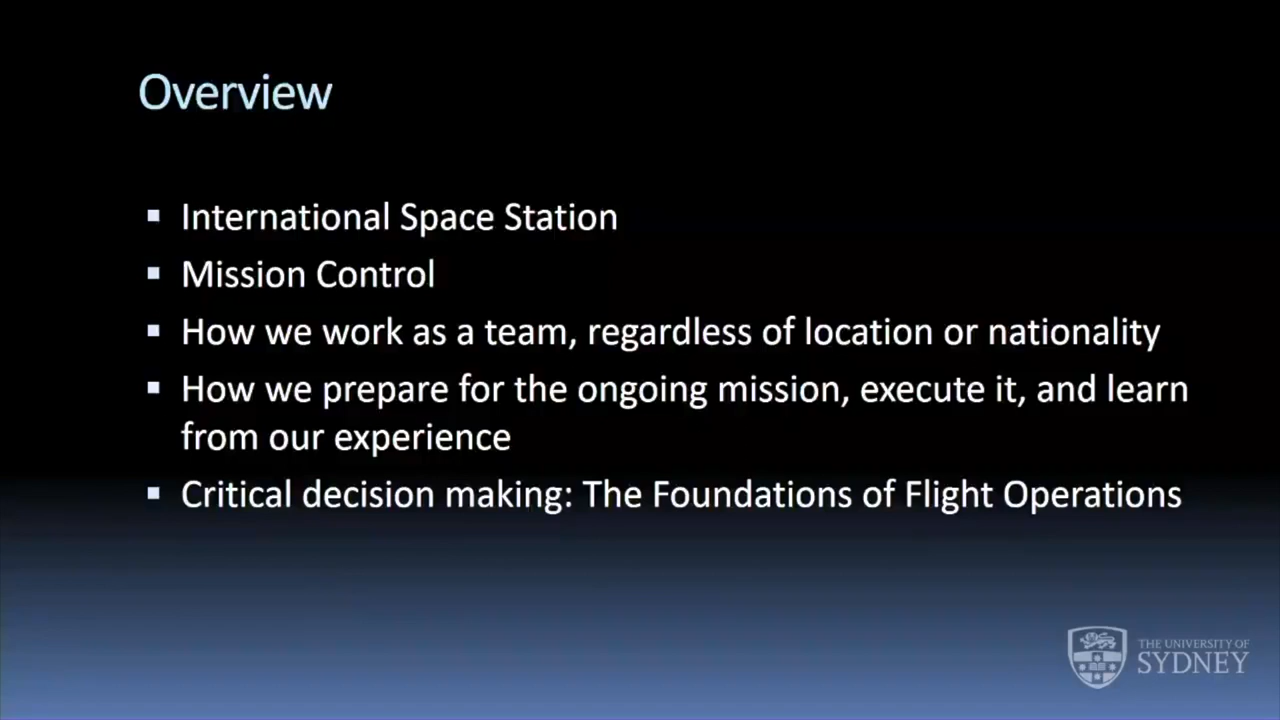 Overview
International Space Station
Mission Control
How we work as a team, regardless of location or nationality
How we prepare for the ongoing mission, execute it, and learn
from our experience
Critical decision making: The Foundations of Flight Operations
THE UNIVERSITY OF
SYDNEY